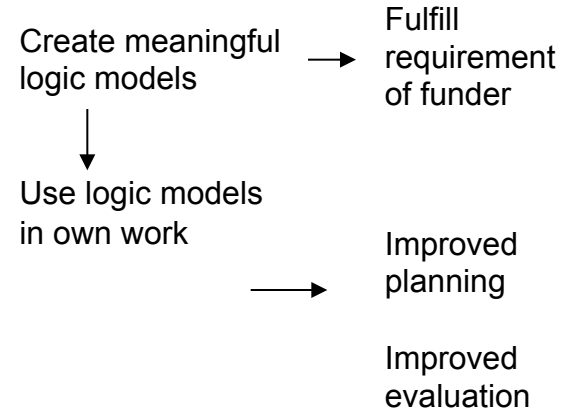 Create meaningful
logic models
Fulfill
requirement
of funder
Use logic models
in own work
Improved
planning
Improved
evaluation